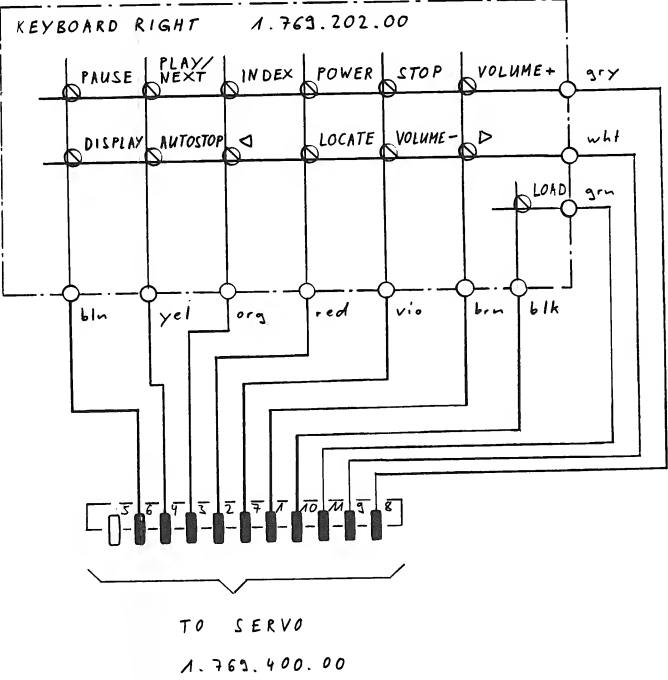 KEYBOARD RIGHT 1.769.202.00
PAUSE PLAY/NEXT INDEX POWER STOP VOLUME+ gry
DISPLAY AUTOSTOP ◁ LOCATE VOLUME- ▷ wht
LOAD grn
bln yel org red vio brn blk
5 6 4 3 2 7 1 10 11 9 8
TO SERVO
1.769.400.00